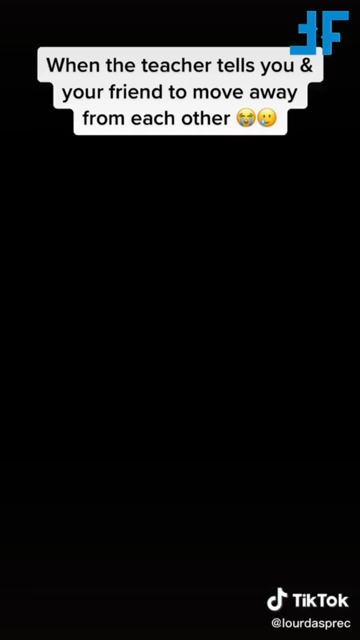 When the teacher tells you &
your friend to move away
from each other 😭🥲
TikTok
@lourdasprec